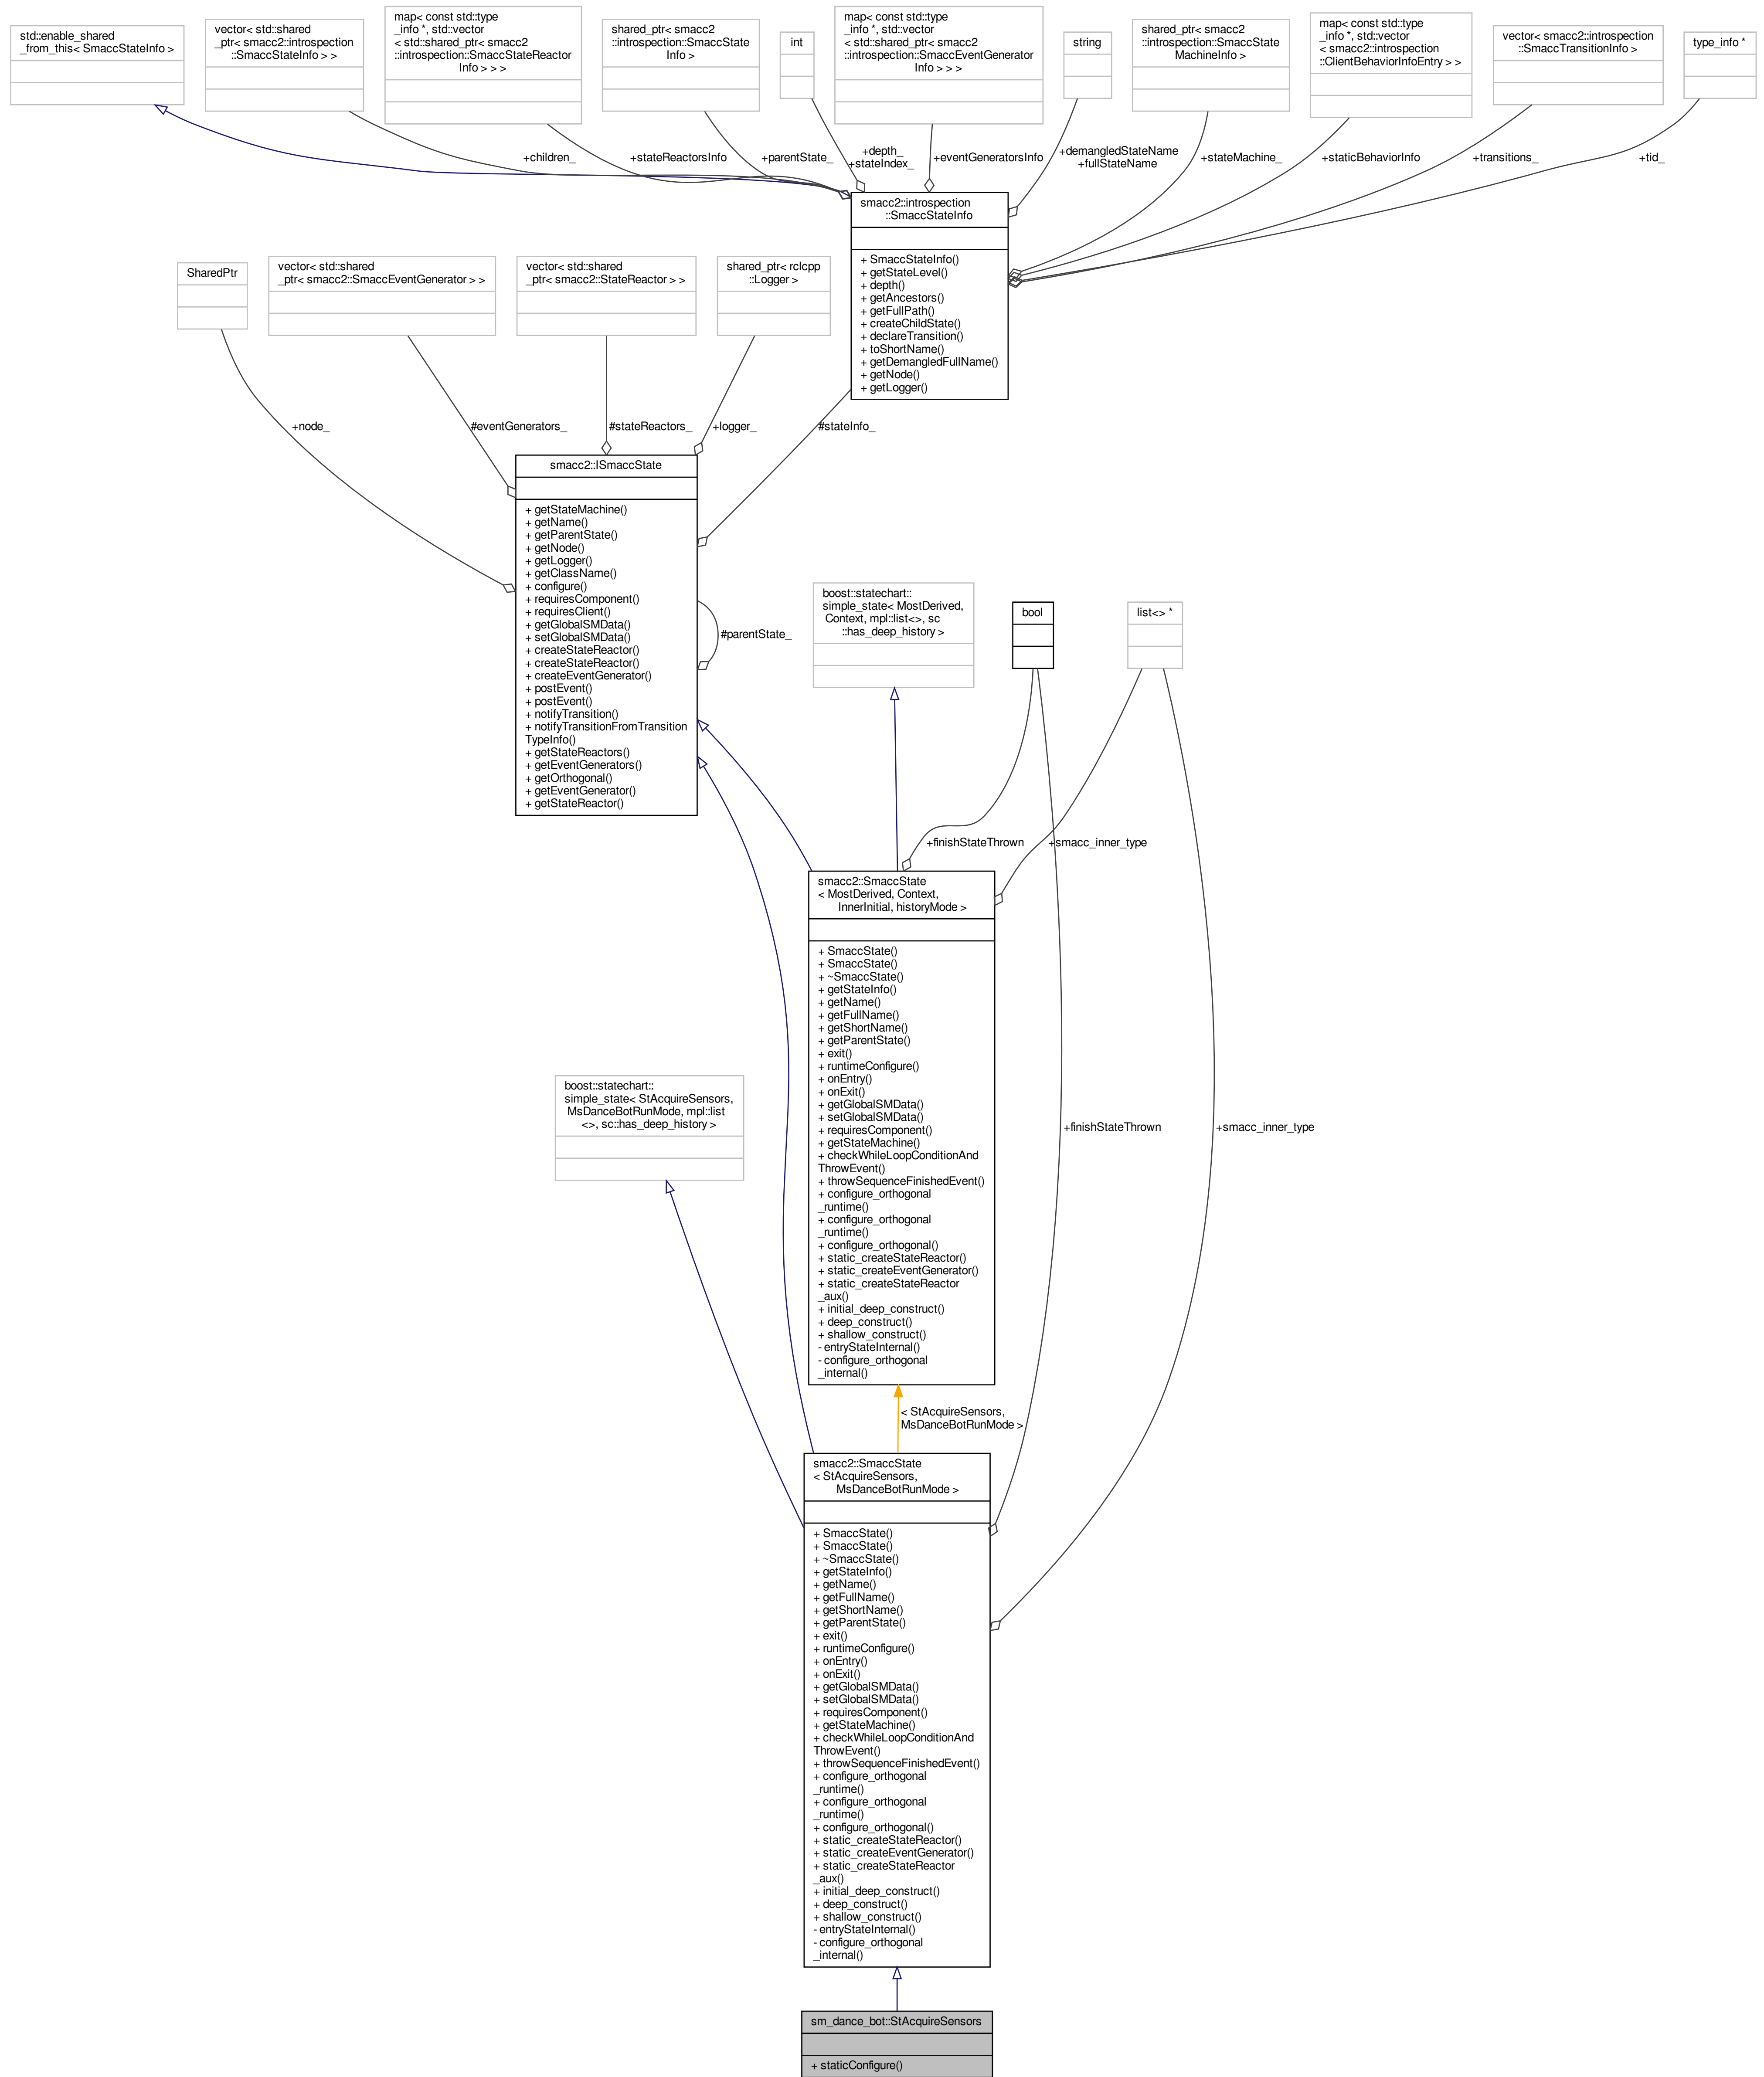 std::enable_shared
_from_this< SmaccStateInfo >
vector< std::shared
_ptr< smacc2::introspection
::SmaccStateInfo > >
map< const std::type
_info *, std::vector
< std::shared_ptr< smacc2
::introspection::SmaccStateReactor
Info > > >
shared_ptr< smacc2
::introspection::SmaccState
Info >
int
map< const std::type
_info *, std::vector
< std::shared_ptr< smacc2
::introspection::SmaccEventGenerator
Info > > >
string
shared_ptr< smacc2
::introspection::SmaccState
MachineInfo >
map< const std::type
_info *, std::vector
< smacc2::introspection
::ClientBehaviorInfoEntry > >
vector< smacc2::introspection
::SmaccTransitionInfo >
type_info *
+children_
+stateReactorsInfo
+parentState_
+depth_
+stateIndex_
+eventGeneratorsInfo
+demangledStateName
+fullStateName
+stateMachine_
+staticBehaviorInfo
+transitions_
+tid_
smacc2::introspection
::SmaccStateInfo
+ SmaccStateInfo()
+ getStateLevel()
+ depth()
+ getAncestors()
+ getFullPath()
+ createChildState()
+ declareTransition()
+ toShortName()
+ getDemangledFullName()
+ getNode()
+ getLogger()
SharedPtr
vector< std::shared
_ptr< smacc2::SmaccEventGenerator > >
vector< std::shared
_ptr< smacc2::StateReactor > >
shared_ptr< rclcpp
::Logger >
+node_
#eventGenerators_
#stateReactors_
+logger_
#stateInfo_
smacc2::ISmaccState
+ getStateMachine()
+ getName()
+ getParentState()
+ getNode()
+ getLogger()
+ getClassName()
+ configure()
+ requiresComponent()
+ requiresClient()
+ getGlobalSMData()
+ setGlobalSMData()
+ createStateReactor()
+ createStateReactor()
+ createEventGenerator()
+ postEvent()
+ postEvent()
+ notifyTransition()
+ notifyTransitionFromTransition
TypeInfo()
+ getStateReactors()
+ getEventGenerators()
+ getOrthogonal()
+ getEventGenerator()
+ getStateReactor()
#parentState_
boost::statechart::
simple_state< MostDerived,
Context, mpl::list<>, sc
::has_deep_history >
bool
list<> *
+finishStateThrown
+smacc_inner_type
smacc2::SmaccState
< MostDerived, Context,
InnerInitial, historyMode >
+ SmaccState()
+ SmaccState()
+ ~SmaccState()
+ getStateInfo()
+ getName()
+ getFullName()
+ getShortName()
+ getParentState()
+ exit()
+ runtimeConfigure()
+ onEntry()
+ onExit()
+ getGlobalSMData()
+ setGlobalSMData()
+ requiresComponent()
+ getStateMachine()
+ checkWhileLoopConditionAnd
ThrowEvent()
+ throwSequenceFinishedEvent()
+ configure_orthogonal
_runtime()
+ configure_orthogonal
_runtime()
+ configure_orthogonal()
+ static_createStateReactor()
+ static_createEventGenerator()
+ static_createStateReactor
_aux()
+ initial_deep_construct()
+ deep_construct()
+ shallow_construct()
- entryStateInternal()
- configure_orthogonal
_internal()
boost::statechart::
simple_state< StAcquireSensors,
MsDanceBotRunMode, mpl::list
<>, sc::has_deep_history >
+finishStateThrown
+smacc_inner_type
< StAcquireSensors,
MsDanceBotRunMode >
smacc2::SmaccState
< StAcquireSensors,
MsDanceBotRunMode >
+ SmaccState()
+ SmaccState()
+ ~SmaccState()
+ getStateInfo()
+ getName()
+ getFullName()
+ getShortName()
+ getParentState()
+ exit()
+ runtimeConfigure()
+ onEntry()
+ onExit()
+ getGlobalSMData()
+ setGlobalSMData()
+ requiresComponent()
+ getStateMachine()
+ checkWhileLoopConditionAnd
ThrowEvent()
+ throwSequenceFinishedEvent()
+ configure_orthogonal
_runtime()
+ configure_orthogonal
_runtime()
+ configure_orthogonal()
+ static_createStateReactor()
+ static_createEventGenerator()
+ static_createStateReactor
_aux()
+ initial_deep_construct()
+ deep_construct()
+ shallow_construct()
- entryStateInternal()
- configure_orthogonal
_internal()
sm_dance_bot::StAcquireSensors
+ staticConfigure()